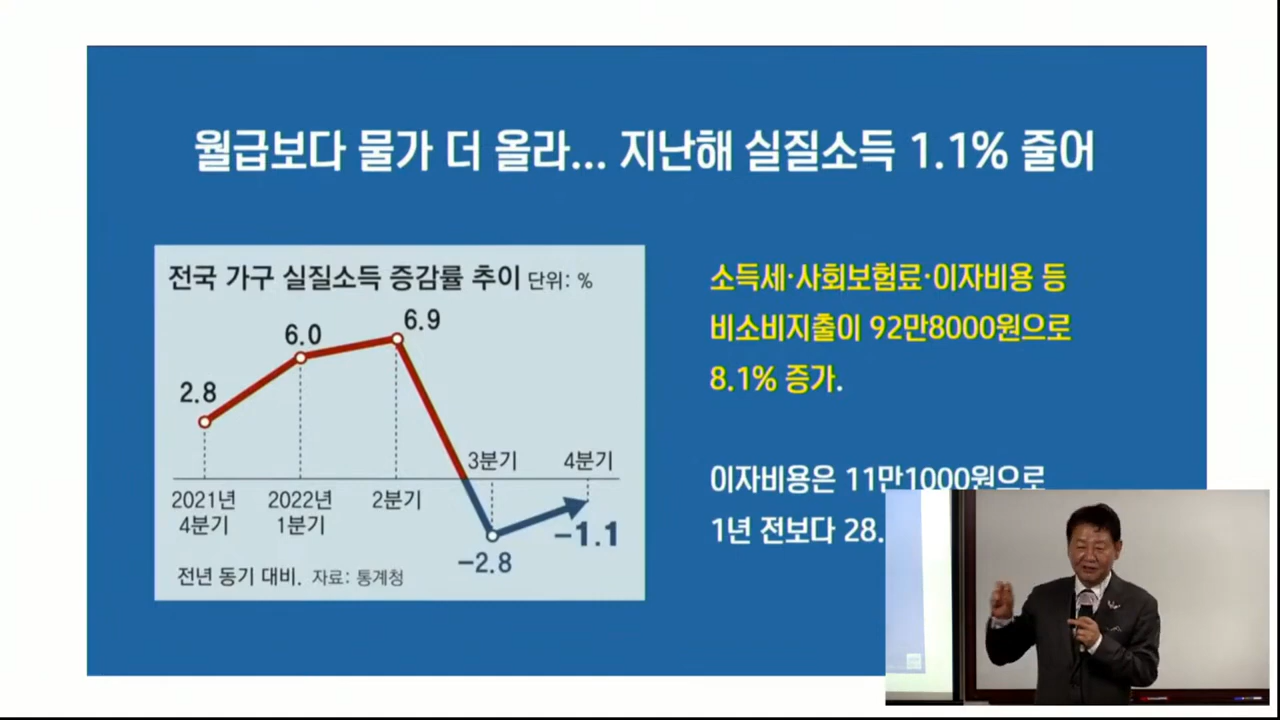 월급보다 물가 더 올라... 지난해 실질소득 1.1% 줄어
전국 가구 실질소득 증감률 추이 단위: %
2.8
6.0
6.9
3분기
4분기
2021년
4분기
2022년
1분기
2분기
-2.8
-1.1
전년 동기 대비. 자료: 통계청
소득세·사회보험료·이자비용 등
비소비지출이 92만8000원으로
8.1% 증가.
이자비용은 11만1000원으로
1년 전보다 28.